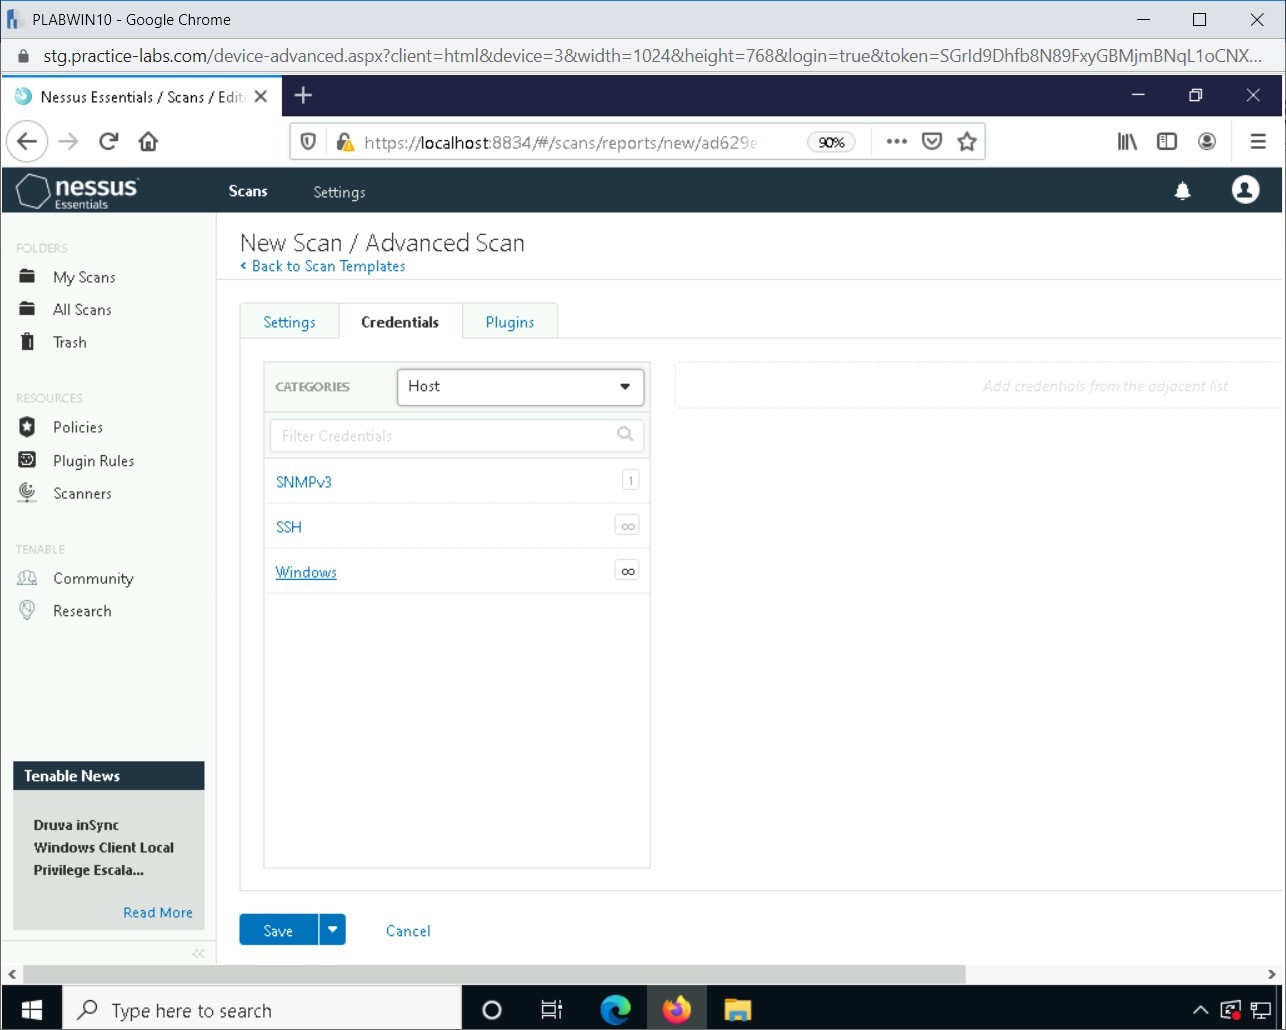 PLABWIN10 - Google Chrome
stg.practice-labs.com/device-advanced.aspx?client=html&device=3&width=1024&height=768&login=true&token=SGrId9Dhfb8N89FxyGBMjmBNqL1oCNX...
Nessus Essentials / Scans / Edit
https://localhost:8834/#/scans/reports/new/ad629e
90%
nessus
Essentials
Scans
Settings
FOLDERS
My Scans
All Scans
Trash
RESOURCES
Policies
Plugin Rules
Scanners
TENABLE
Community
Research
Tenable News
Druva inSync
Windows Client Local
Privilege Escala...
Read More
New Scan / Advanced Scan
< Back to Scan Templates
Settings
Credentials
Plugins
CATEGORIES
Host
Filter Credentials
SNMPv3
1
SSH
∞
Windows
∞
Add credentials from the adjacent list
Save
Cancel
Type here to search